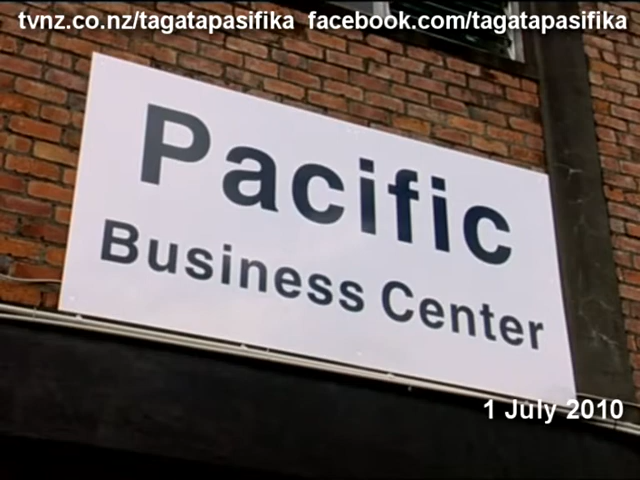 tvnz.co.nz/tagatapasifika facebook.com/tagatapasifika
Pacific
Business Center
1 July 2010